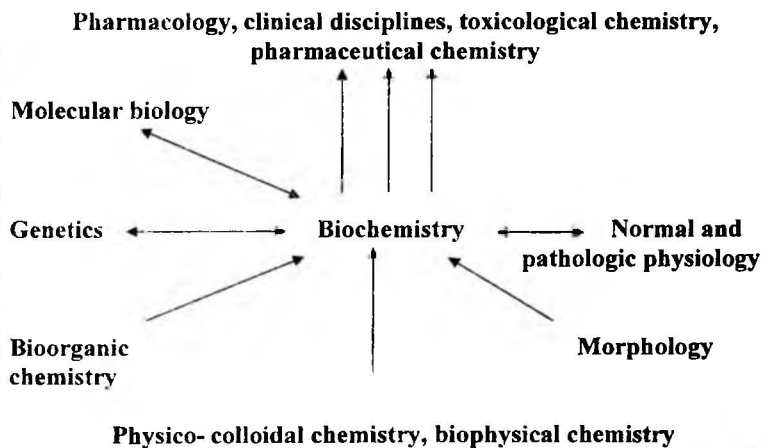 Pharmacology, clinical disciplines, toxicological chemistry,
pharmaceutical chemistry
Molecular biology
Genetics
Biochemistry
Normal and
pathologic physiology
Bioorganic
chemistry
Morphology
Physico- colloidal chemistry, biophysical chemistry